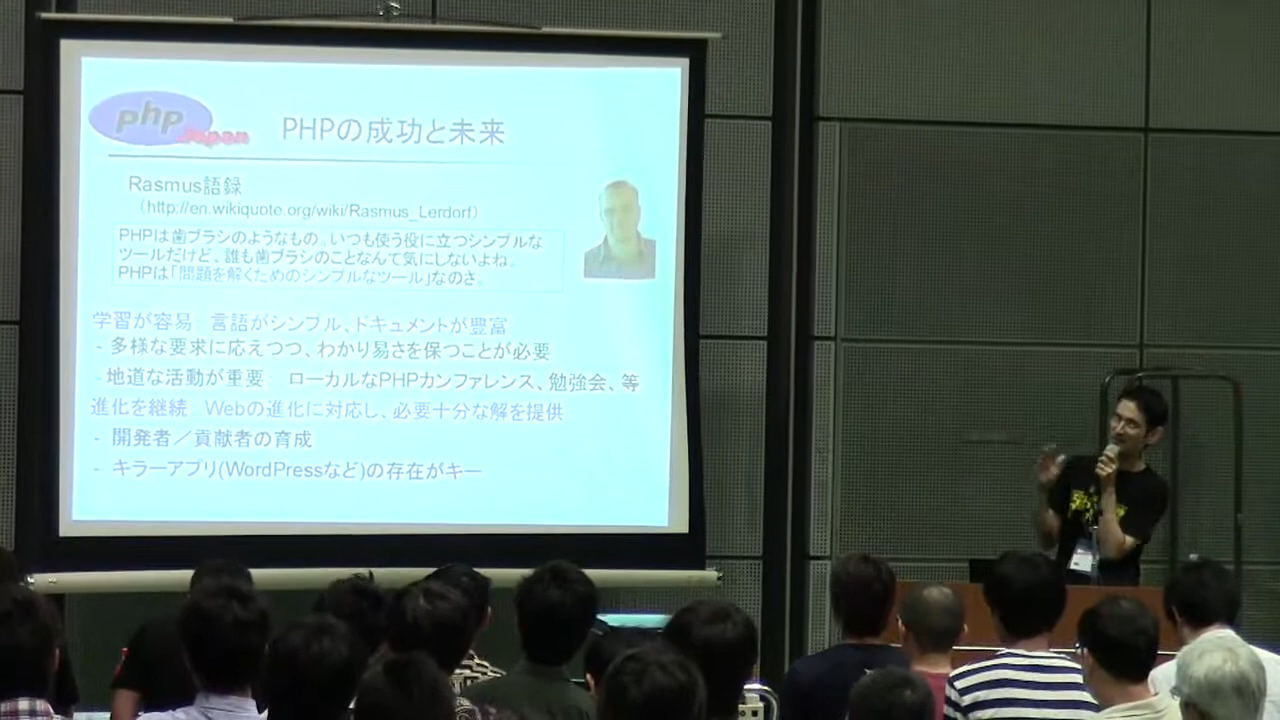 php
Japan
PHPの成功と未来
Rasmus語録
（http://en.wikiquote.org/wiki/Rasmus_Lerdorf）
PHPは歯ブラシのようなもの。いつも使う役に立つシンプルな
ツールだけど、誰も歯ブラシのことなんて気にしないよね。
PHPは「問題を解くためのシンプルなツール」なのさ。
学習が容易 言語がシンプル、ドキュメントが豊富
- 多様な要求に応えつつ、わかり易さを保つことが必要
- 地道な活動が重要 ローカルなPHPカンファレンス、勉強会、等
進化を継続 Webの進化に対応し、必要十分な解を提供
- 開発者／貢献者の育成
- キラーアプリ(WordPressなど)の存在がキー